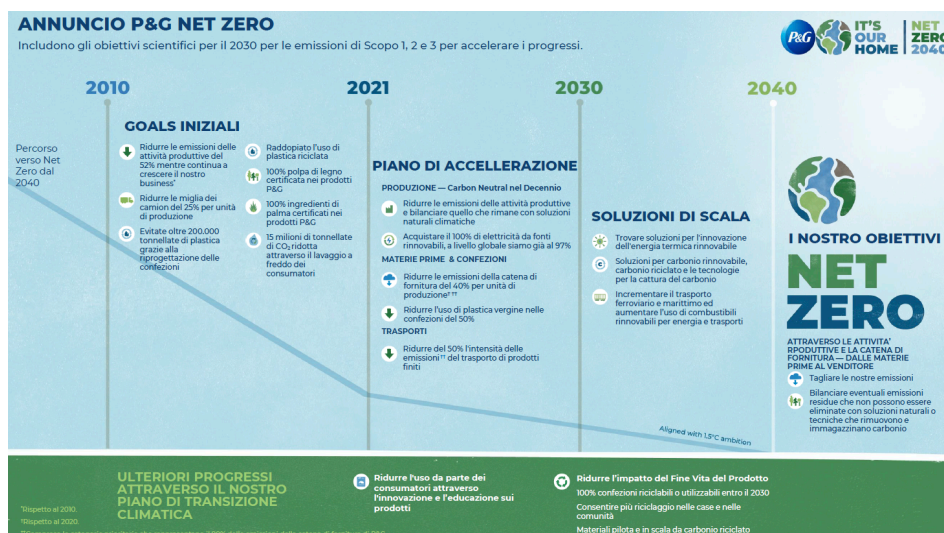 ANNUNCIO P&G NET ZERO
Includono gli obiettivi scientifici per il 2030 per le emissioni di Scopo 1, 2 e 3 per accelerare i progressi.
P&G
IT'S
OUR
HOME
NET
ZERO
2040
2010
2021
2030
2040
Percorso
verso Net
Zero dal
2040
GOALS INIZIALI
Ridurre le emissioni delle
attività produttive del
52% mentre continua a
crescere il nostro
business*
Ridurre le miglia dei
camion del 25% per unità
di produzione
Evitate oltre 200.000
tonnellate di plastica
grazie alla
riprogettazione delle
confezioni
Raddopiato l'uso di
plastica riciclata
100% polpa di legno
certificata nei prodotti
P&G
100% ingredienti di
palma certificati nei
prodotti P&G
15 milioni di tonnellate
di CO₂ ridotta
attraverso il lavaggio a
freddo dei
consumatori
PIANO DI ACCELLERAZIONE
PRODUZIONE — Carbon Neutral nel Decennio
Ridurre le emissioni delle attività produttive
e bilanciare quello che rimane con soluzioni
naturali climatiche
Acquistare il 100% di elettricità da fonti
rinnovabili, a livello globale siamo già al 97%
MATERIE PRIME & CONFEZIONI
Ridurre le emissioni della catena di
fornitura del 40% per unità di
produzione† ††
Ridurre l'uso di plastica vergine nelle
confezioni del 50%
TRASPORTI
Ridurre del 50% l'intensità delle
emissioni†† del trasporto di prodotti
finiti
SOLUZIONI DI SCALA
Trovare soluzioni per l'innovazione
dell'energia termica rinnovabile
Soluzioni per carbonio rinnovabile,
carbonio riciclato e le tecnologie
per la cattura del carbonio
Incrementare il trasporto
ferroviario e marittimo ed
aumentare l'uso di combustibili
rinnovabili per energia e trasporti
I NOSTRO OBIETTIVI
NET
ZERO
ATTRAVERSO LE ATTIVITA'
RPODUTTIVE E LA CATENA DI
FORNITURA — DALLE MATERIE
PRIME AL VENDITORE
Tagliare le nostre emissioni
Bilanciare eventuali emissioni
residue che non possono essere
eliminate con soluzioni naturali o
tecniche che rimuovono e
immagazzinano carbonio
Aligned with 1.5°C ambition
ULTERIORI PROGRESSI
ATTRAVERSO IL NOSTRO
PIANO DI TRANSIZIONE
CLIMATICA
*Rispetto al 2010.
†Rispetto al 2020.
Ridurre l'uso da parte dei
consumatori attraverso
l'innovazione e l'educazione sui
prodotti
Ridurre l'impatto del Fine Vita del Prodotto
100% confezioni riciclabili o utilizzabili entro il 2030
Consentire più riciclaggio nelle case e nelle
comunità
Materiali pilota e in scala da carbonio riciclato